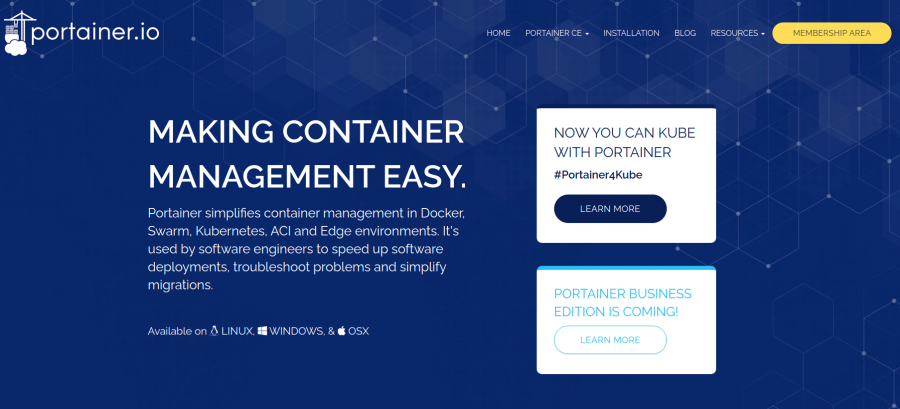 portainer.io
HOME PORTAINER CE INSTALLATION BLOG RESOURCES MEMBERSHIP AREA
MAKING CONTAINER
MANAGEMENT EASY.
Portainer simplifies container management in Docker,
Swarm, Kubernetes, ACI and Edge environments. It's
used by software engineers to speed up software
deployments, troubleshoot problems and simplify
migrations.
Available on LINUX, WINDOWS, & OSX
NOW YOU CAN KUBE
WITH PORTAINER
#Portainer4Kube
LEARN MORE
PORTAINER BUSINESS
EDITION IS COMING!
LEARN MORE